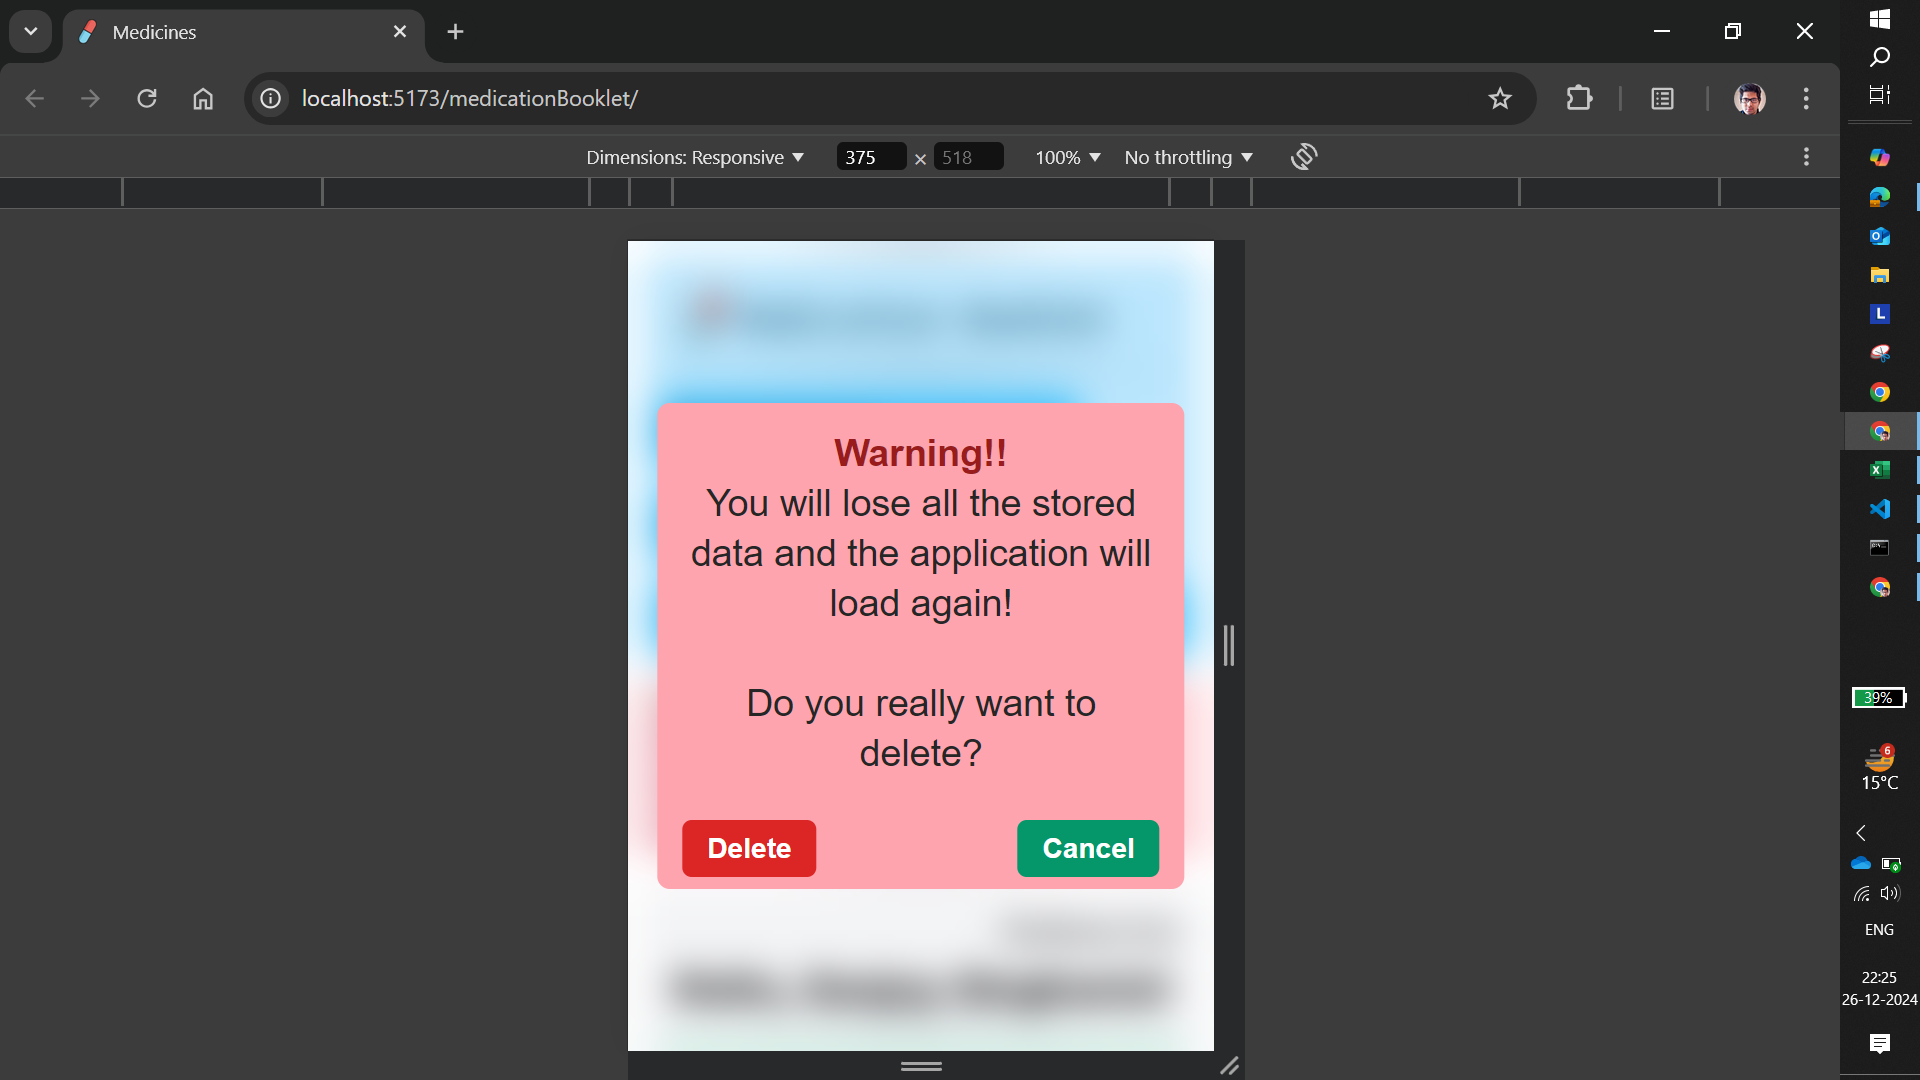 Medicines
localhost:5173/medicationBooklet/
Dimensions: Responsive 375 × 518 100% No throttling
Warning!!
You will lose all the stored
data and the application will
load again!
Do you really want to
delete?
Delete Cancel
L
39%
6
15°C
ENG
22:25
26-12-2024